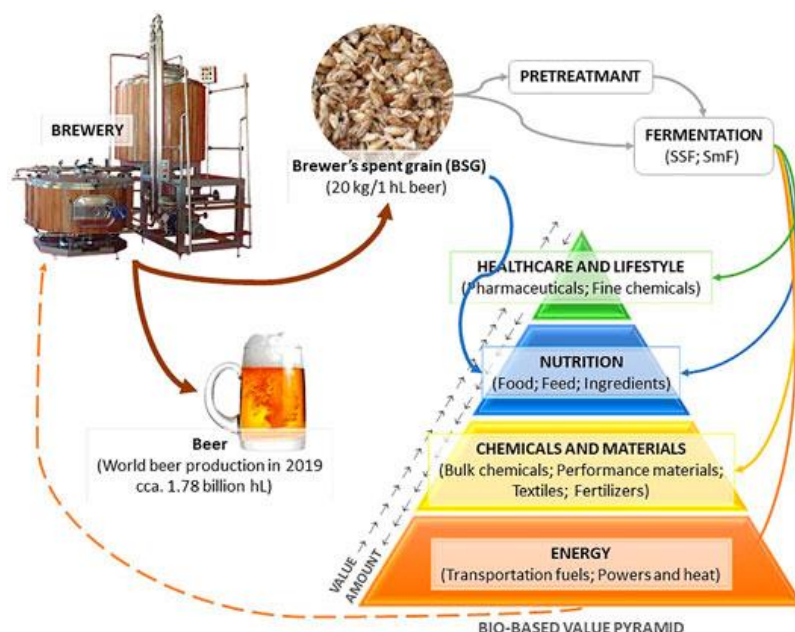 BREWERY
Brewer's spent grain (BSG)
(20 kg/1 hL beer)
PRETREATMANT
FERMENTATION
(SSF; SmF)
Beer
(World beer production in 2019
cca. 1.78 billion hL)
HEALTHCARE AND LIFESTYLE
(Pharmaceuticals; Fine chemicals)
NUTRITION
(Food; Feed; Ingredients)
CHEMICALS AND MATERIALS
(Bulk chemicals; Performance materials;
Textiles; Fertilizers)
ENERGY
(Transportation fuels; Powers and heat)
VALUE
AMOUNT
BIO-BASED VALUE PYRAMID